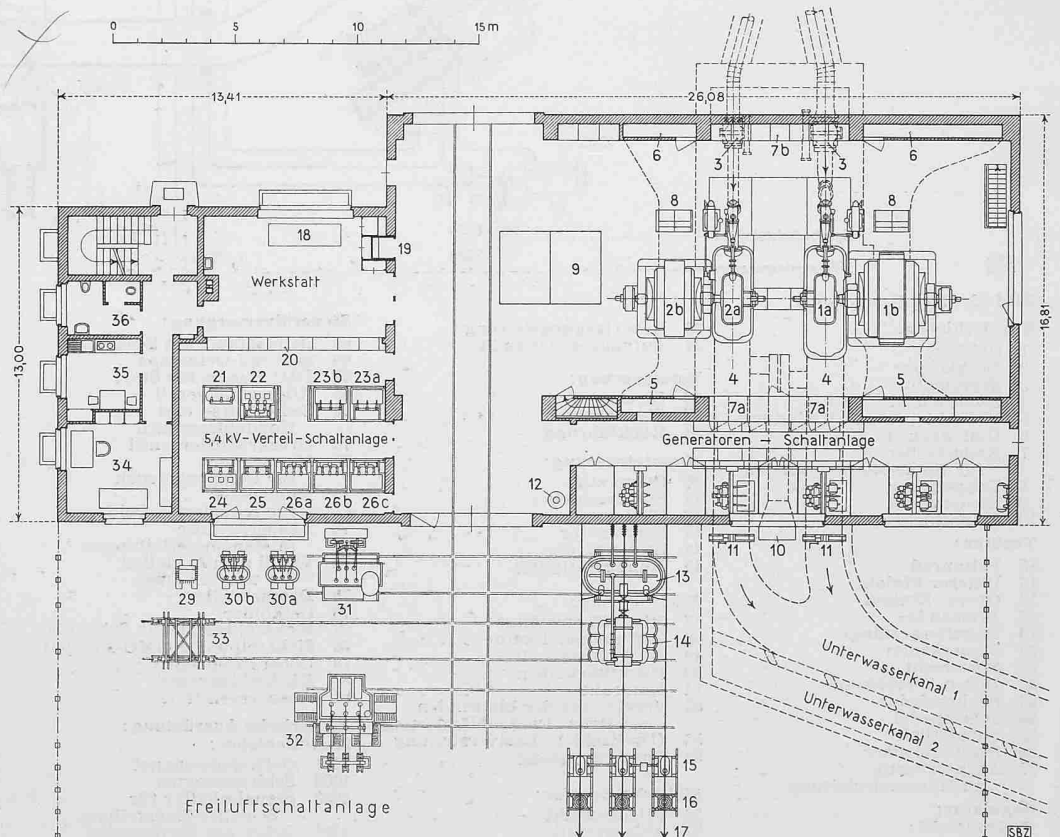 0 5 10 15 m
13,41
26,08
6 3 7b 3 6
8 8
18
19
Werkstatt
9
2b 2a 1a 1b
16,81
13,00
36
35
20
21 22 23b 23a
5 4 4 5
7a 7a
5,4 kV-Verteil-Schaltanlage
Generatoren - Schaltanlage
34
24 25 26a 26b 26c
12
11 10 11
29 30b 30a 31
13
33
14
Unterwasserkanal 1
Unterwasserkanal 2
32
15
16
17
Freiluftschaltanlage
SBZ